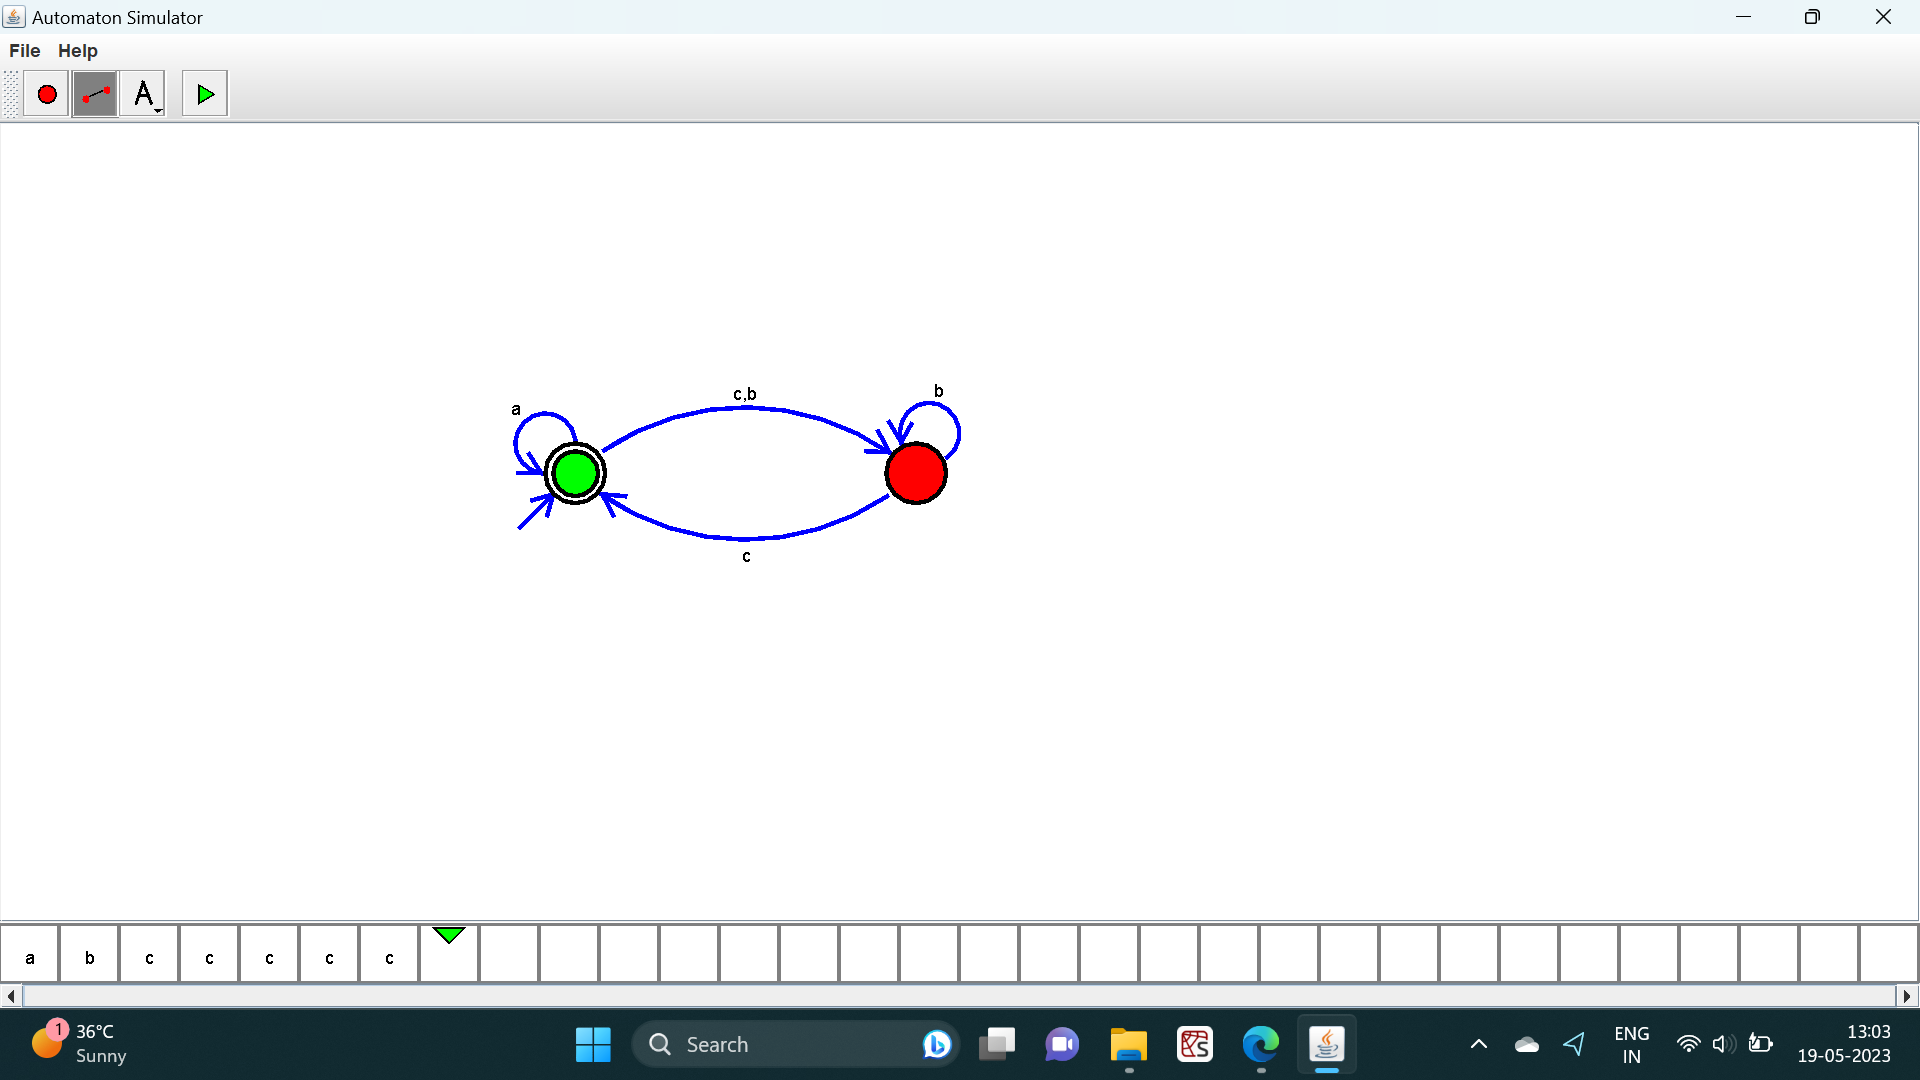 Automaton Simulator
File Help
A
c,b
b
a
c
a b c c c c c
1
36°C
Sunny
Search
ENG
IN
13:03
19-05-2023